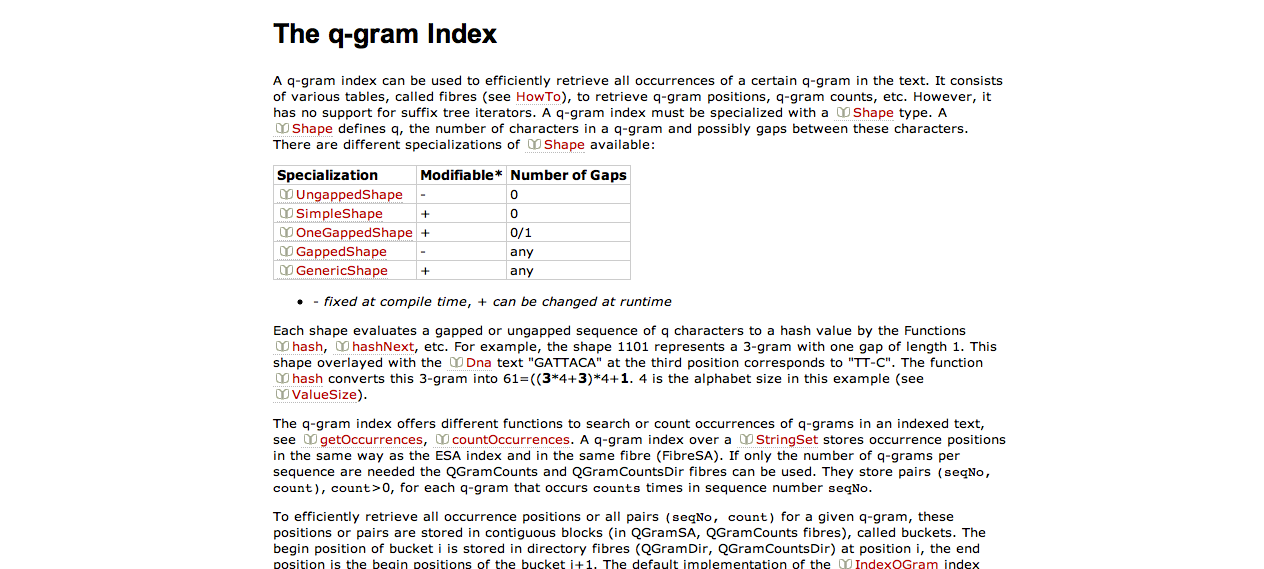 The q-gram Index
A q-gram index can be used to efficiently retrieve all occurrences of a certain q-gram in the text. It consists
of various tables, called fibres (see HowTo), to retrieve q-gram positions, q-gram counts, etc. However, it
has no support for suffix tree iterators. A q-gram index must be specialized with a Shape type. A
Shape defines q, the number of characters in a q-gram and possibly gaps between these characters.
There are different specializations of Shape available:
Specialization Modifiable* Number of Gaps
UngappedShape - 0
SimpleShape + 0
OneGappedShape + 0/1
GappedShape - any
GenericShape + any
• - fixed at compile time, + can be changed at runtime
Each shape evaluates a gapped or ungapped sequence of q characters to a hash value by the Functions
hash, hashNext, etc. For example, the shape 1101 represents a 3-gram with one gap of length 1. This
shape overlayed with the Dna text "GATTACA" at the third position corresponds to "TT-C". The function
hash converts this 3-gram into 61=((3*4+3)*4+1. 4 is the alphabet size in this example (see
ValueSize).
The q-gram index offers different functions to search or count occurrences of q-grams in an indexed text,
see getOccurrences, countOccurrences. A q-gram index over a StringSet stores occurrence positions
in the same way as the ESA index and in the same fibre (FibreSA). If only the number of q-grams per
sequence are needed the QGramCounts and QGramCountsDir fibres can be used. They store pairs (seqNo,
count), count>0, for each q-gram that occurs counts times in sequence number seqNo.
To efficiently retrieve all occurrence positions or all pairs (seqNo, count) for a given q-gram, these
positions or pairs are stored in contiguous blocks (in QGramSA, QGramCounts fibres), called buckets. The
begin position of bucket i is stored in directory fibres (QGramDir, QGramCountsDir) at position i, the end
position is the begin positions of the bucket i+1. The default implementation of the IndexQGram index